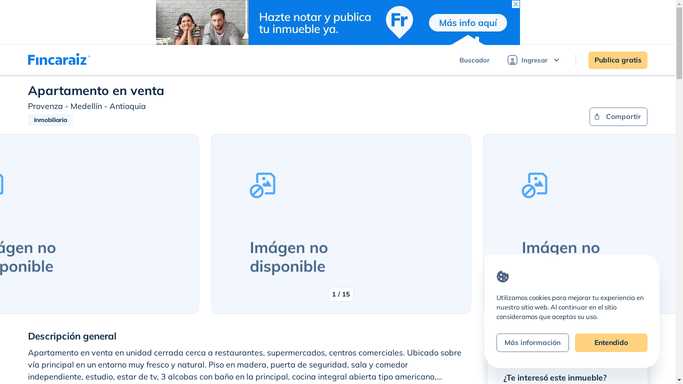 Hazte notar y publica
tu inmueble ya.
Fr
Más info aquí
Fincaraiz
Buscador
Ingresar
Publica gratis
Apartamento en venta
Provenza - Medellín - Antioquia
Inmobiliaria
Compartir
Imágen no
disponible
Imágen no
disponible
Imágen no
1 / 15
Utilizamos cookies para mejorar tu experiencia en
nuestro sitio web. Al continuar en el sitio
consideramos que aceptas su uso.
Más información
Entendido
Descripción general
Apartamento en venta en unidad cerrada cerca a restaurantes, supermercados, centros comerciales. Ubicado sobre
vía principal en un entorno muy fresco y natural. Piso en madera, puerta de seguridad, sala y comedor
independiente, estudio, estar de tv, 3 alcobas con baño en la principal, cocina integral abierta tipo americano,...
¿Te interesó este inmueble?